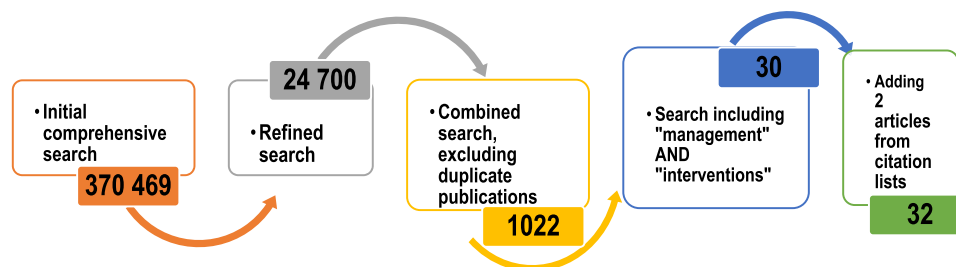 • Initial
comprehensive
search
370 469
24 700
• Refined
search
• Combined
search,
excluding
duplicate
publications
1022
30
• Search including
"management"
AND
"interventions"
• Adding
2
articles
from
citation
lists
32